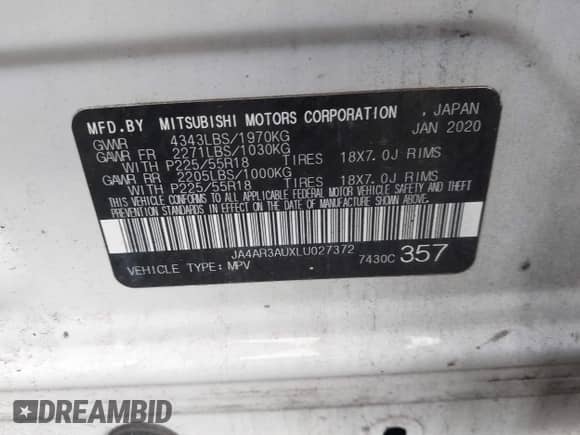 MFD.BY MITSUBISHI MOTORS CORPORATION , JAPAN
GVWR 4343LBS/1970KG JAN 2020
GAWR FR 2271LBS/1030KG
WITH P225/55R18 TIRES 18X7.0J RIMS
GAWR RR 2205LBS/1000KG
WITH P225/55R18 TIRES 18X7.0J RIMS
THIS VEHICLE CONFORMS TO ALL APPLICABLE FEDERAL MOTOR VEHICLE SAFETY AND THEFT
PREVENTION STANDARDS IN EFFECT ON THE DATE OF MANUFACTURE SHOWN ABOVE.
JA4AR3AUXLU027372
VEHICLE TYPE: MPV 7430C 357
DREAMBID